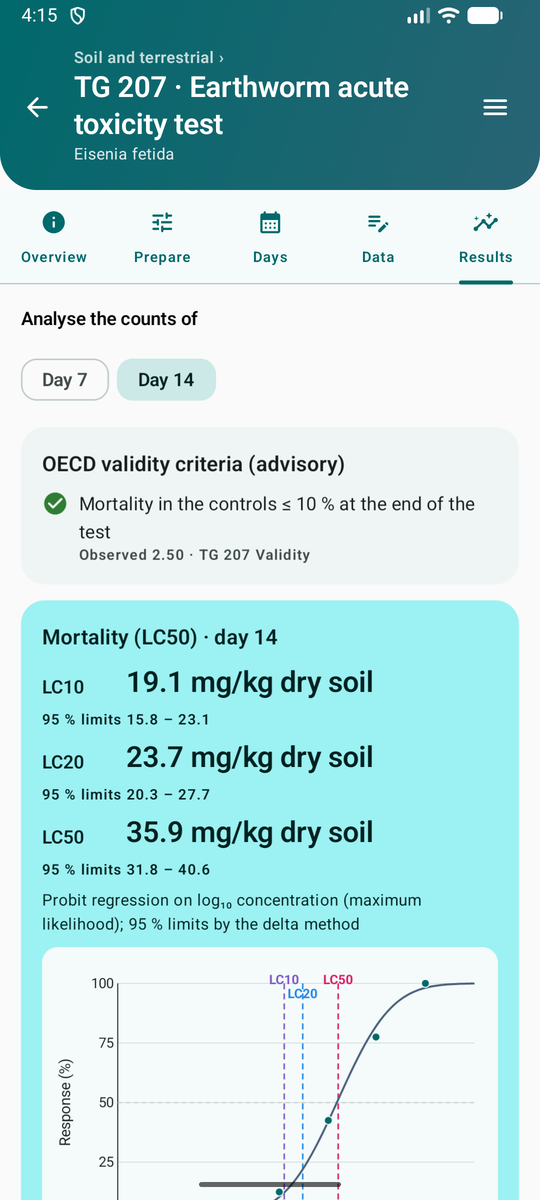 4:15
Soil and terrestrial ›
TG 207 · Earthworm acute
toxicity test
Eisenia fetida
Overview
Prepare
Days
Data
Results
Analyse the counts of
Day 7
Day 14
OECD validity criteria (advisory)
Mortality in the controls ≤ 10 % at the end of the
test
Observed 2.50 · TG 207 Validity
Mortality (LC50) · day 14
LC10 19.1 mg/kg dry soil
95 % limits 15.8 – 23.1
LC20 23.7 mg/kg dry soil
95 % limits 20.3 – 27.7
LC50 35.9 mg/kg dry soil
95 % limits 31.8 – 40.6
Probit regression on log₁₀ concentration (maximum
likelihood); 95 % limits by the delta method
LC10
LC50
LC20
100
75
50
25
Response (%)